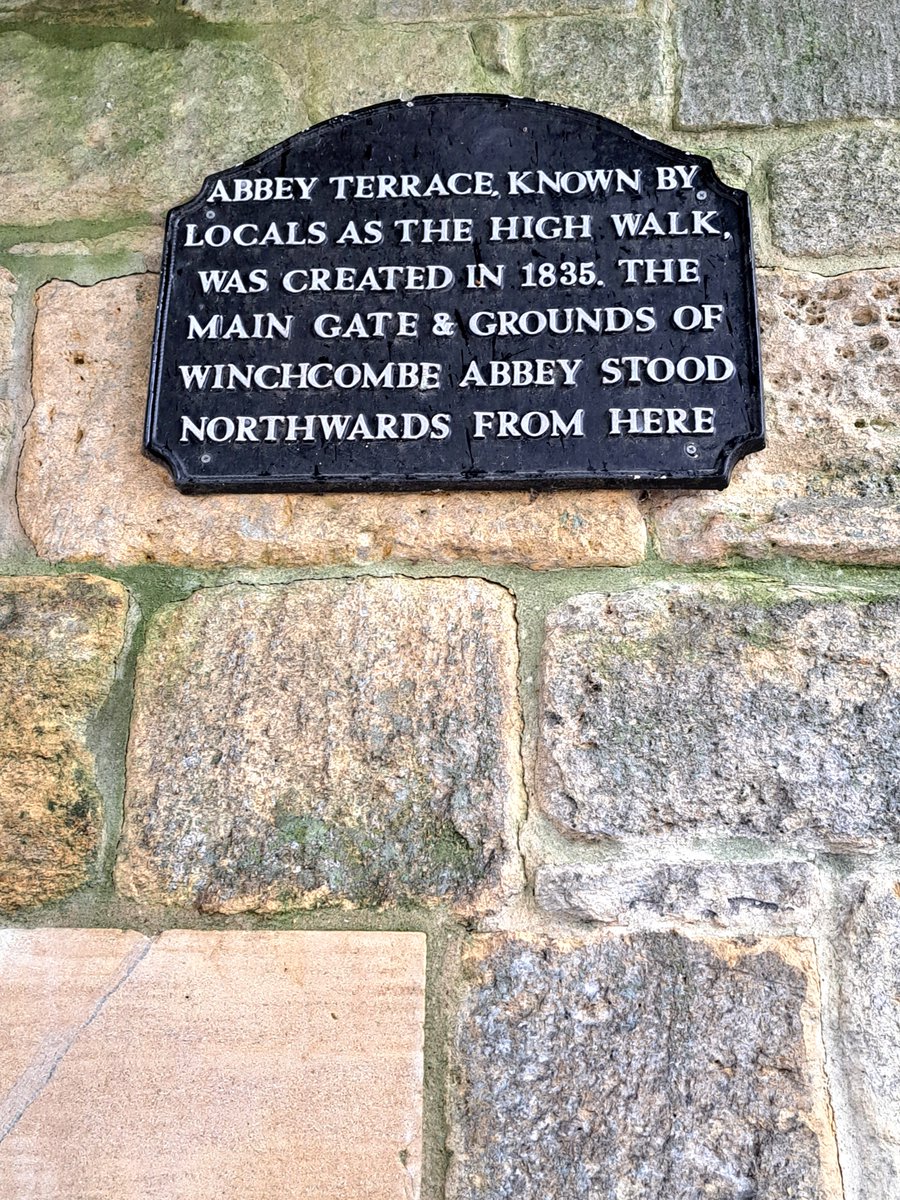 ABBEY TERRACE, KNOWN BY
LOCALS AS THE HIGH WALK,
WAS CREATED IN 1835. THE
MAIN GATE & GROUNDS OF
WINCHCOMBE ABBEY STOOD
NORTHWARDS FROM HERE